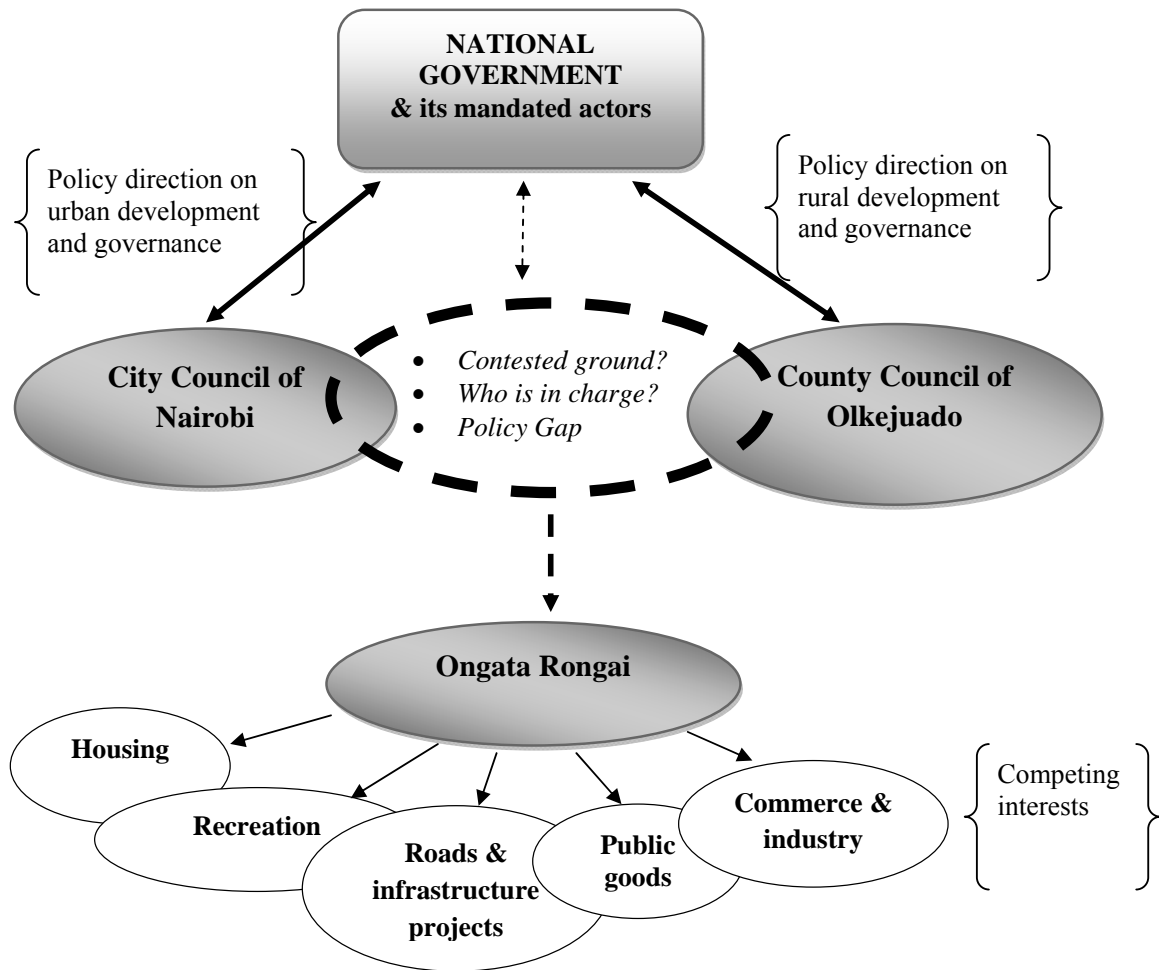 NATIONAL
GOVERNMENT
& its mandated actors
Policy direction on
urban development
and governance
Policy direction on
rural development
and governance
City Council of
Nairobi
• Contested ground?
• Who is in charge?
• Policy Gap
County Council of
Olkejuado
Ongata Rongai
Housing
Recreation
Roads &
infrastructure
projects
Public
goods
Commerce &
industry
Competing
interests